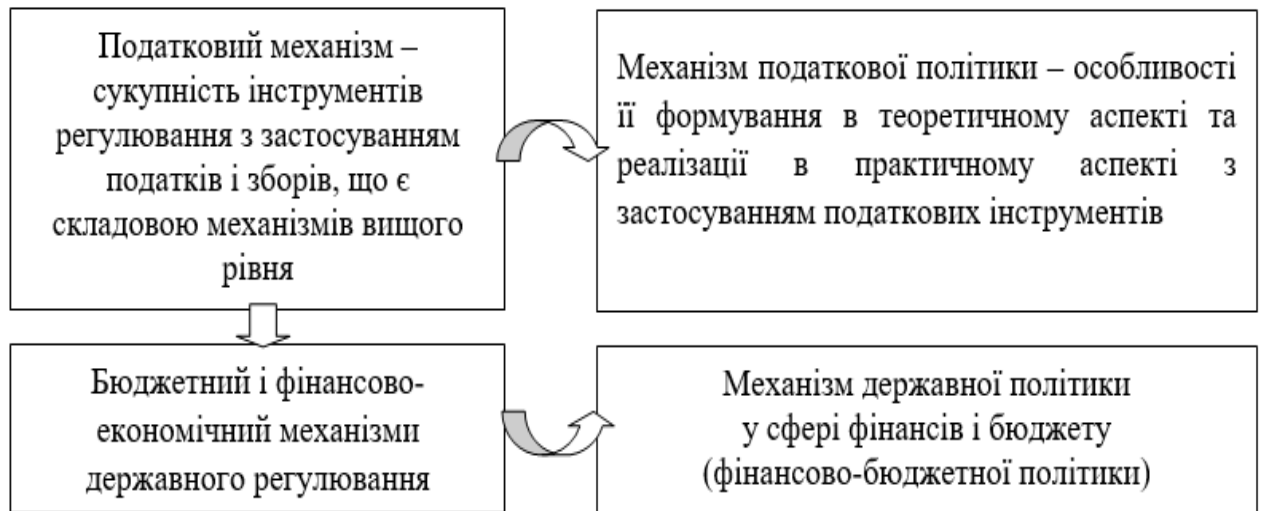 Податковий механізм –
сукупність інструментів
регулювання з застосуванням
податків і зборів, що є
складовою механізмів вищого
рівня
Механізм податкової політики – особливості
її формування в теоретичному аспекті та
реалізації в практичному аспекті з
застосуванням податкових інструментів
Бюджетний і фінансово-
економічний механізми
державного регулювання
Механізм державної політики
у сфері фінансів і бюджету
(фінансово-бюджетної політики)